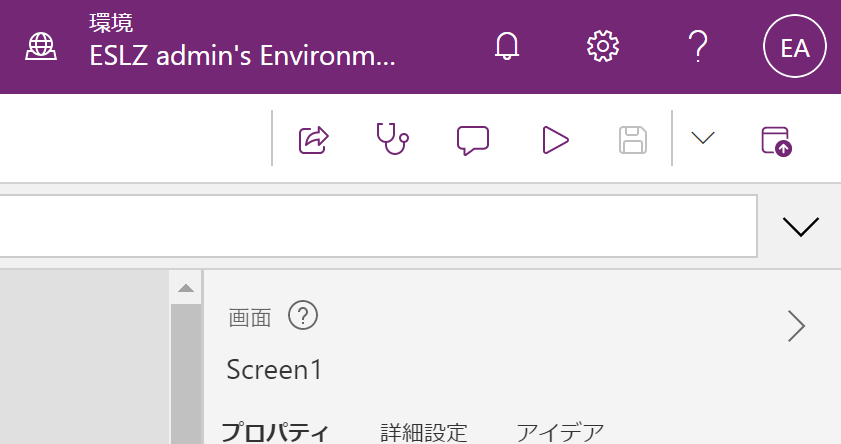 環境
ESLZ admin's Environm...
EA
画面
Screen1
プロパティ 詳細設定 アイデア